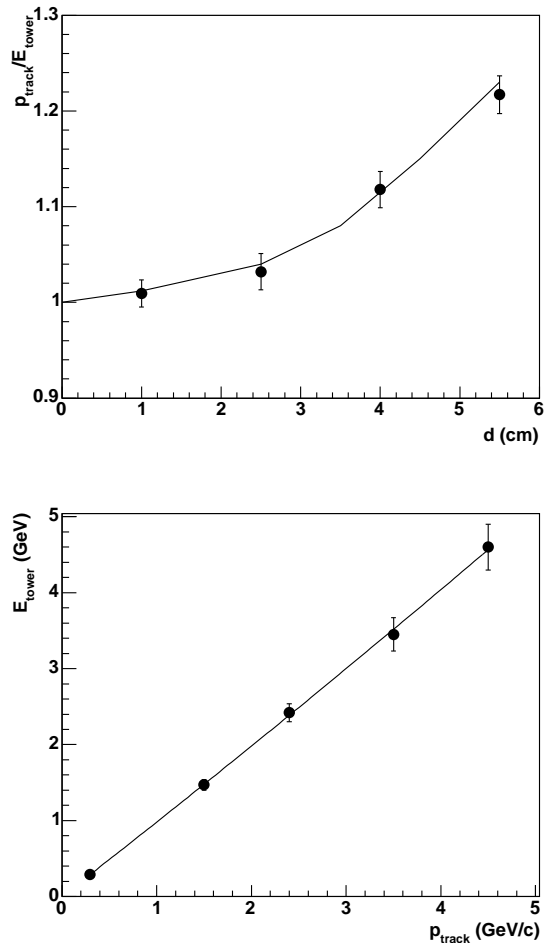 p_track/E_tower
1.3
1.2
1.1
1
0.9
0 1 2 3 4 5 6
d (cm)
E_tower (GeV)
5
4
3
2
1
0
0 1 2 3 4 5
p_track (GeV/c)